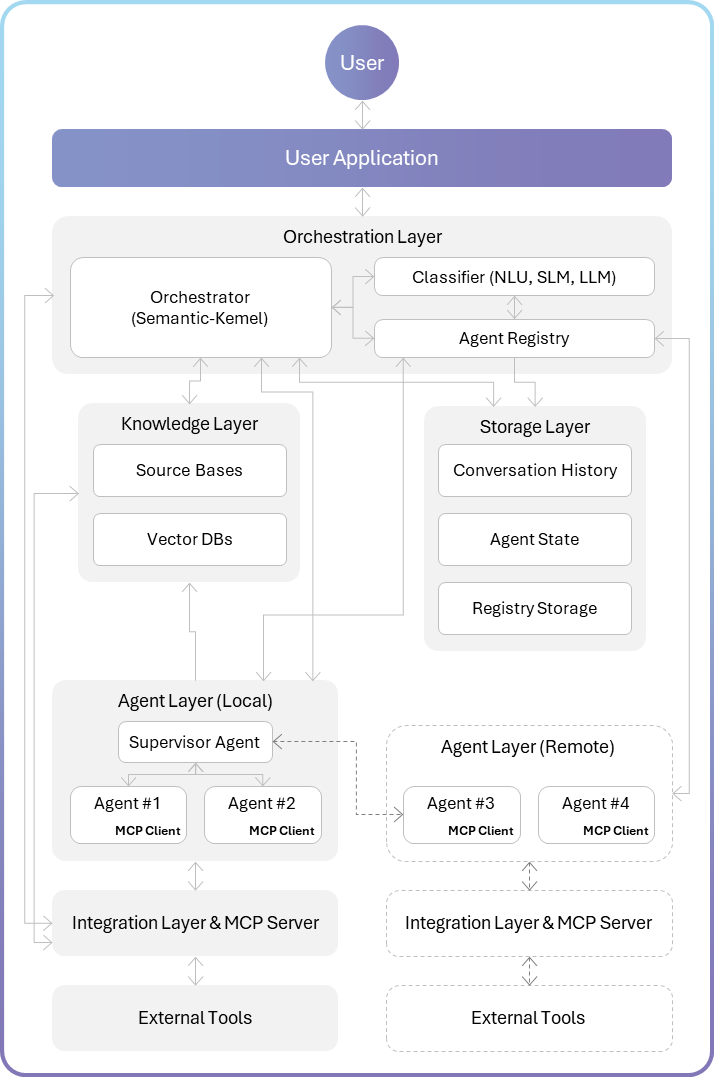 User
User Application
Orchestration Layer
Orchestrator
(Semantic-Kernel)
Classifier (NLU, SLM, LLM)
Agent Registry
Knowledge Layer
Source Bases
Vector DBs
Storage Layer
Conversation History
Agent State
Registry Storage
Agent Layer (Local)
Supervisor Agent
Agent #1
MCP Client
Agent #2
MCP Client
Agent Layer (Remote)
Agent #3
MCP Client
Agent #4
MCP Client
Integration Layer & MCP Server
Integration Layer & MCP Server
External Tools
External Tools